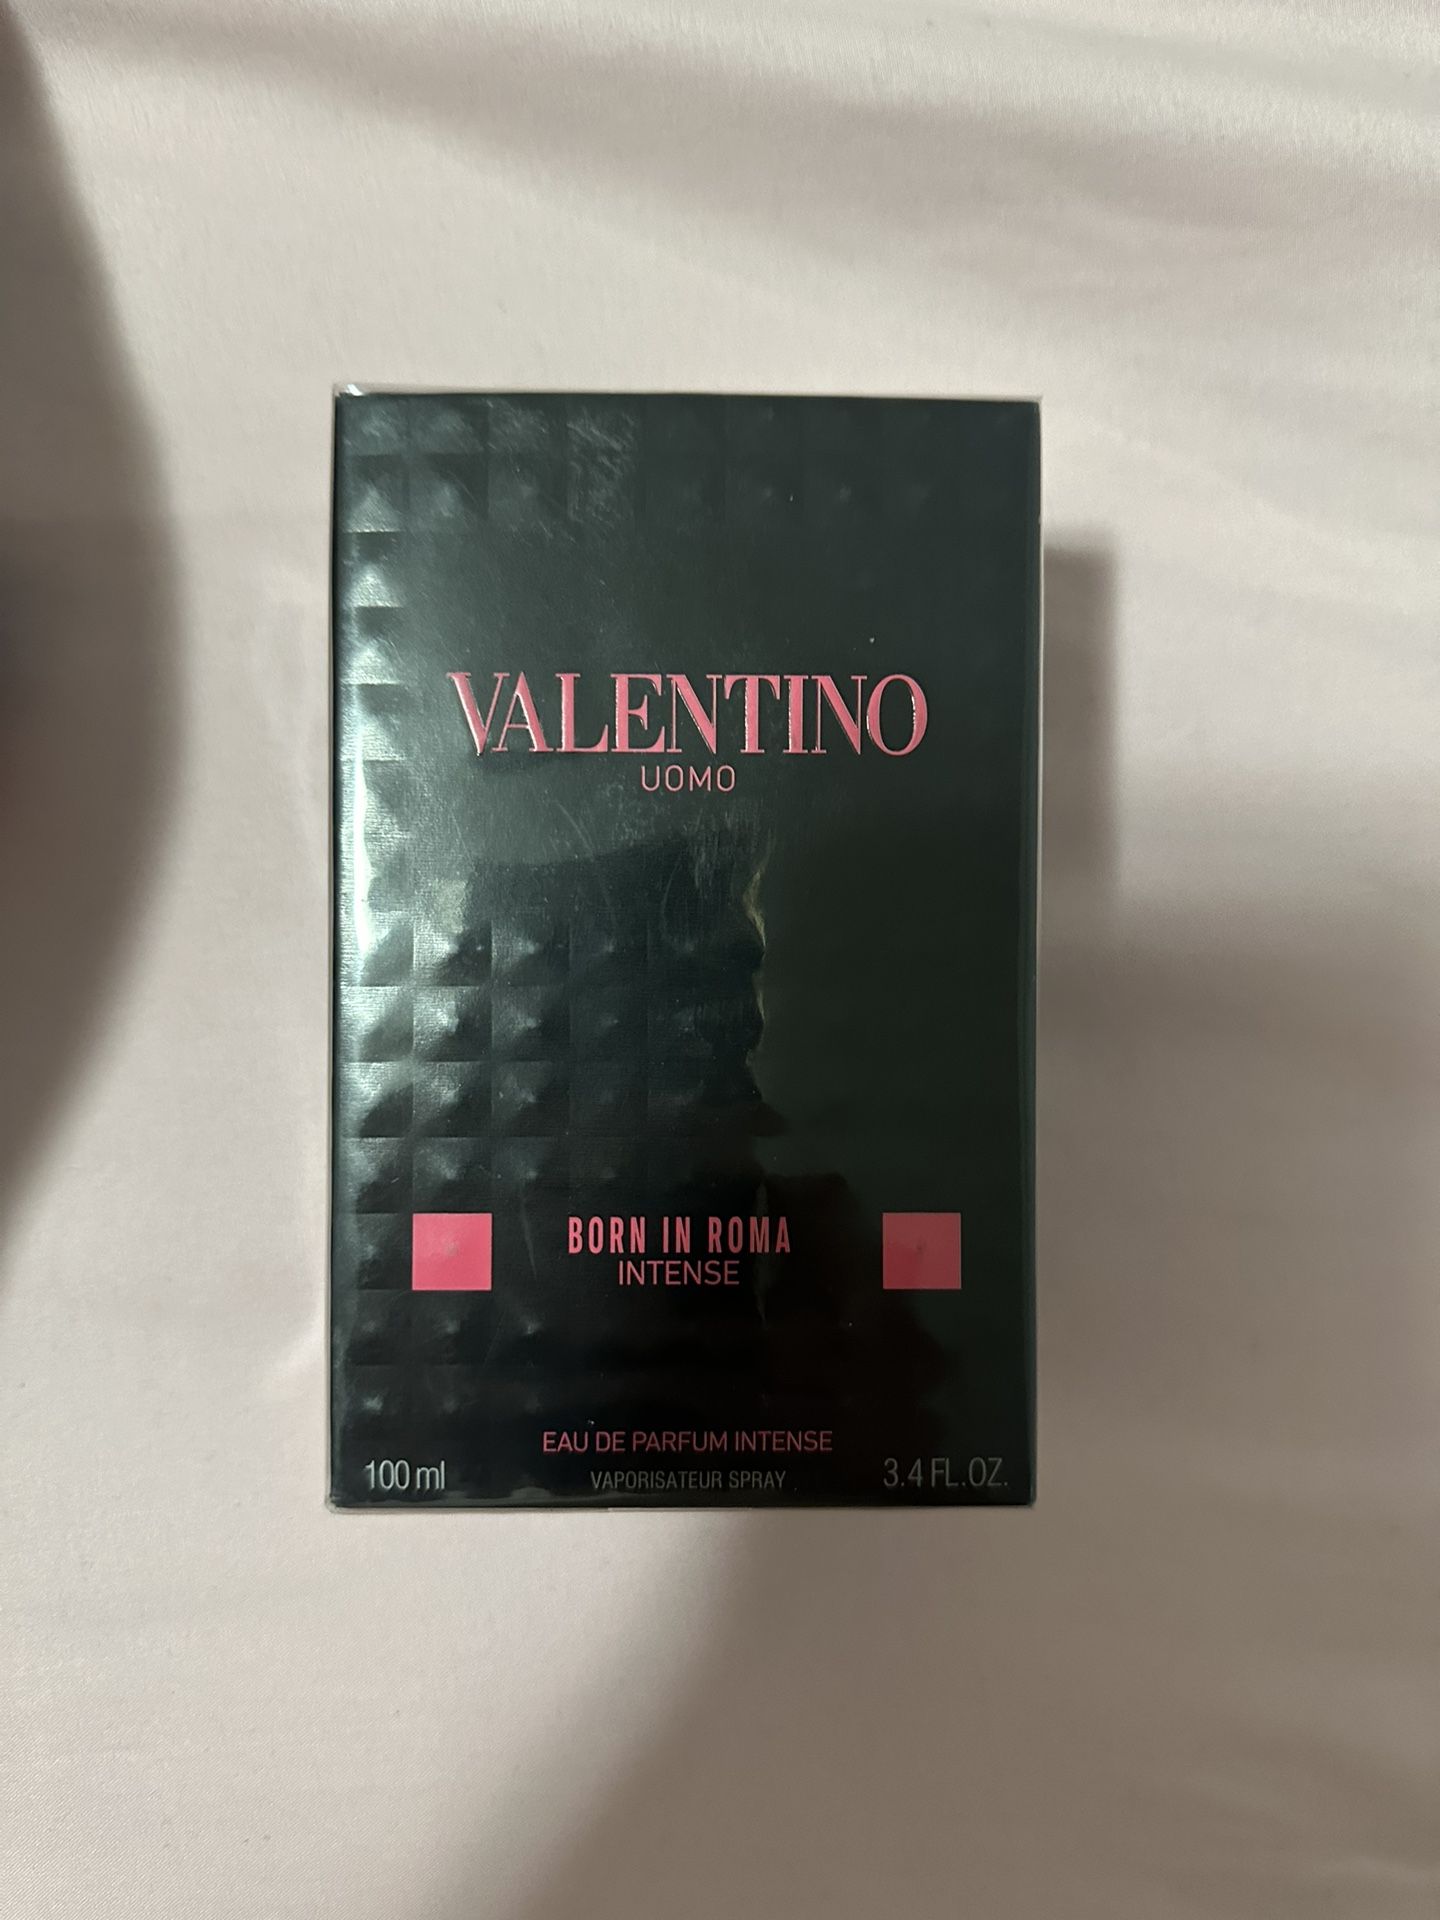 VALENTINO
UOMO
BORN IN ROMA
INTENSE
EAU DE PARFUM INTENSE
100 ml VAPORISATEUR SPRAY 3.4 FL.OZ.